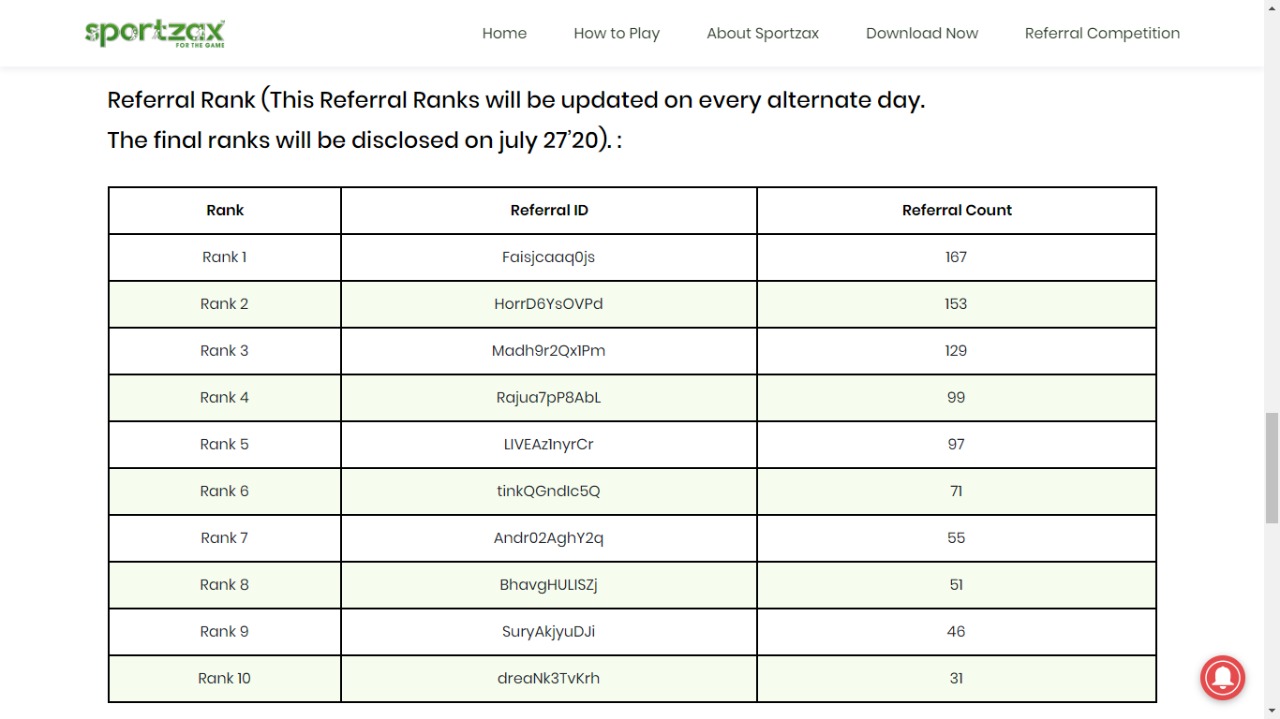 sportzax
FOR THE GAME
Home How to Play About Sportzax Download Now Referral Competition
Referral Rank (This Referral Ranks will be updated on every alternate day.
The final ranks will be disclosed on july 27’20). :
Rank Referral ID Referral Count
Rank 1 Faisjcaaq0js 167
Rank 2 HorrD6YsOVPd 153
Rank 3 Madh9r2Qx1Pm 129
Rank 4 Rajua7pP8AbL 99
Rank 5 LIVEAz1nyrCr 97
Rank 6 tinkQGndIc5Q 71
Rank 7 Andr02AghY2q 55
Rank 8 BhavgHULISZj 51
Rank 9 SuryAkjyuDJi 46
Rank 10 dreaNk3TvKrh 31